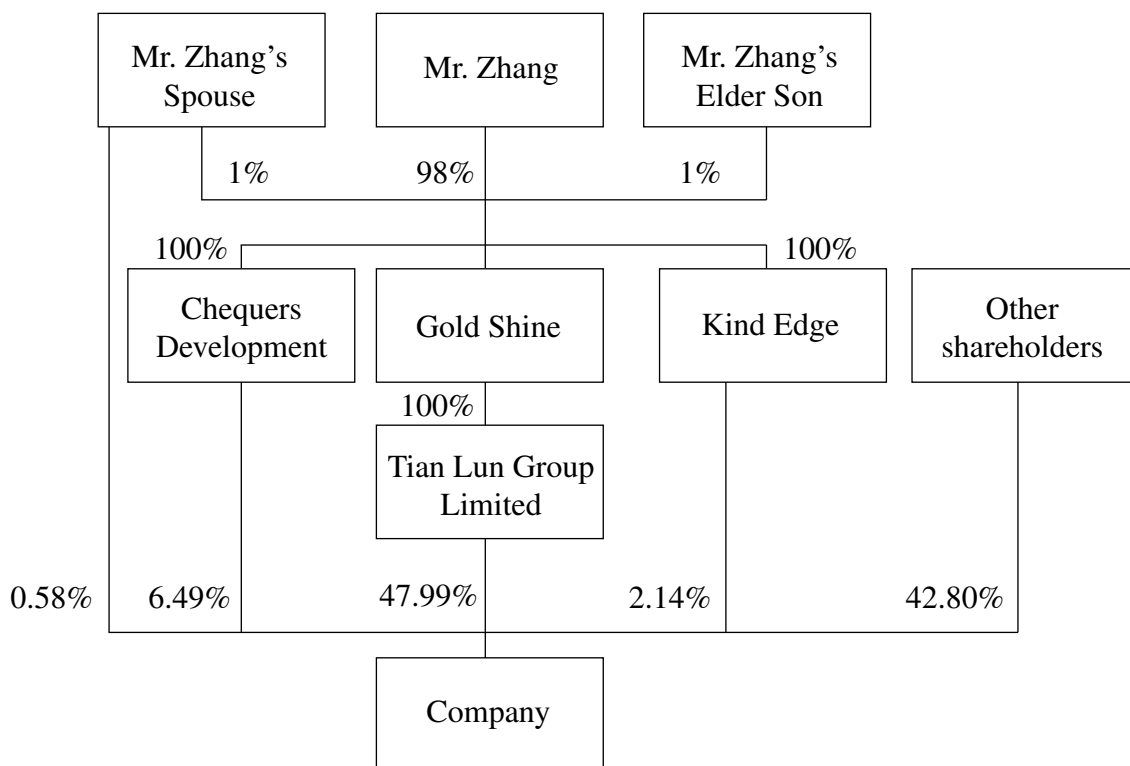 Mr. Zhang’s
Spouse
Mr. Zhang
Mr. Zhang’s
Elder Son
1%
98%
1%
100%
100%
Chequers
Development
Gold Shine
Kind Edge
Other
shareholders
100%
Tian Lun Group
Limited
0.58%
6.49%
47.99%
2.14%
42.80%
Company